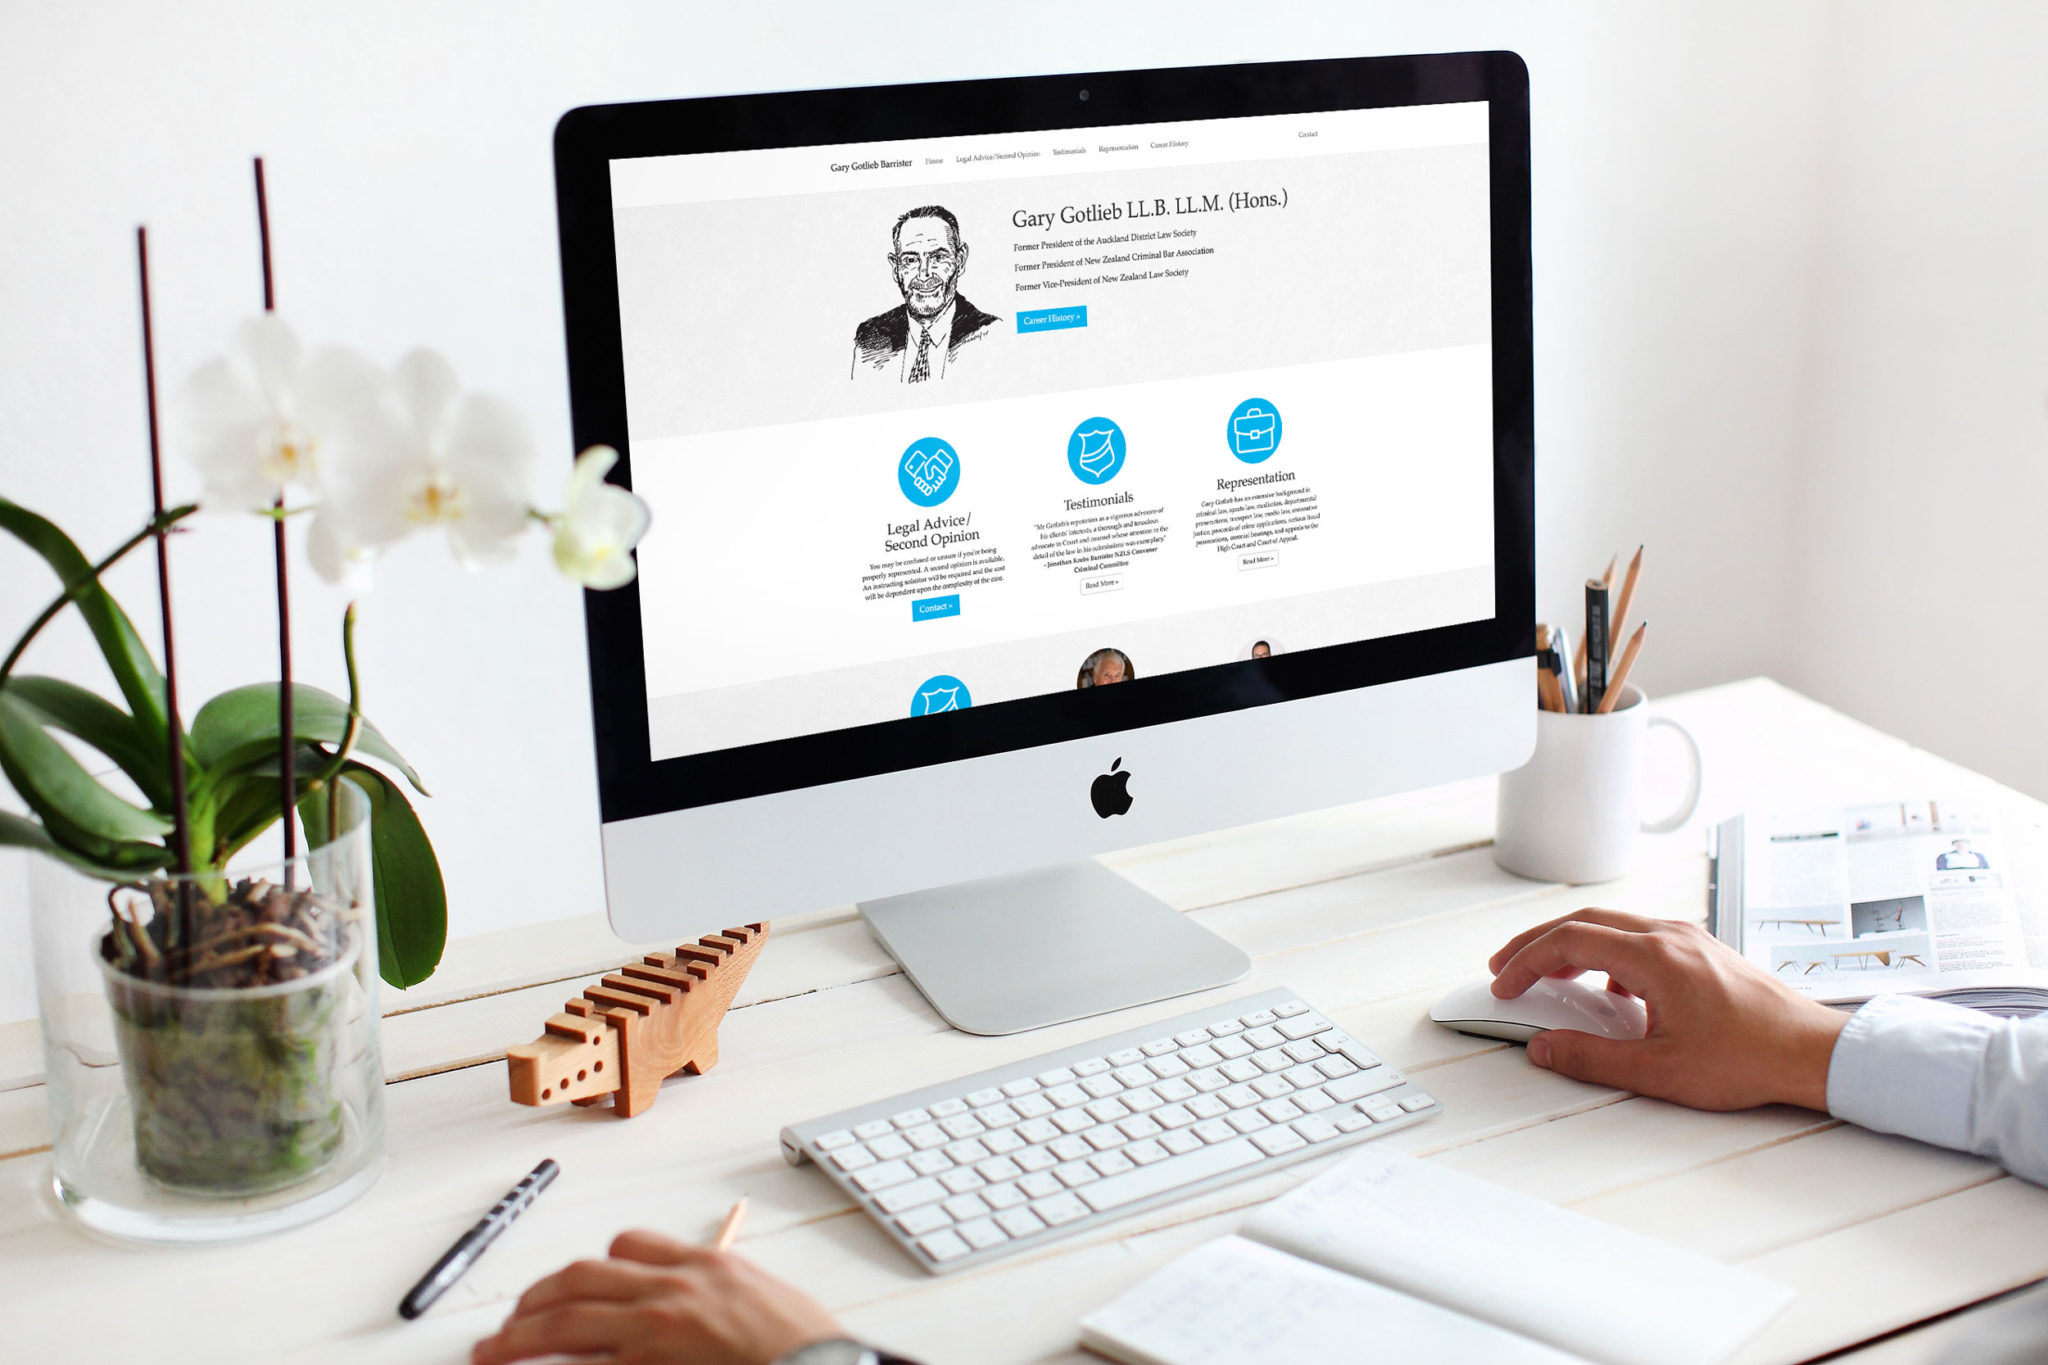 Gary Gotlieb Barrister Home Legal Advice/Second Opinion Testimonials Representation Career History Contact
Gary Gotlieb LL.B. LL.M. (Hons.)
Former President of the Auckland District Law Society
Former President of New Zealand Criminal Bar Association
Former Vice-President of New Zealand Law Society
Career History »
Legal Advice/
Second Opinion
You may be confused or unsure if you're being
properly represented. A second opinion is available.
An instructing solicitor will be required and the cost
will be dependent upon the complexity of the case.
Contact »
Testimonials
"Mr Gotlieb's reputation as a vigorous advocate of
his clients' interests, a thorough and tenacious
advocate in Court and counsel whose attention to the
detail of the law in his submissions was exemplary."
- Jonathan Krebs Barrister NZLS Convener
Criminal Committee
Read More »
Representation
Gary Gotlieb has an extensive background in
criminal law, sports law, mediation, departmental
prosecutions, transport law, media law, restorative
justice, proceeds of crime applications, serious fraud
prosecutions, coronial hearings, and appeals to the
High Court and Court of Appeal.
Read More »